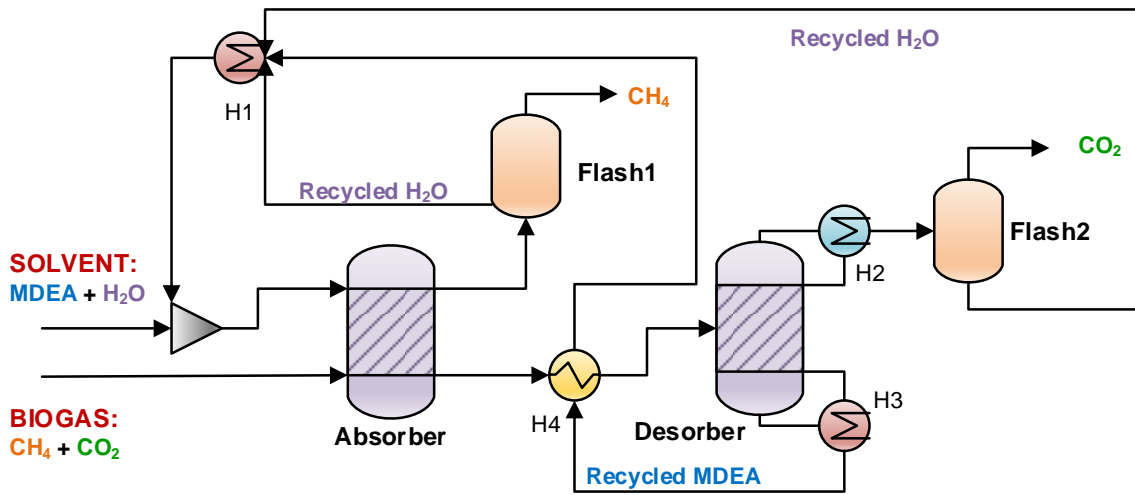 Recycled H₂O
H1
CH₄
CO₂
Flash1
Recycled H₂O
Flash2
SOLVENT:
MDEA + H₂O
H2
BIOGAS:
CH₄ + CO₂
Absorber
H4
Desorber
H3
Recycled MDEA